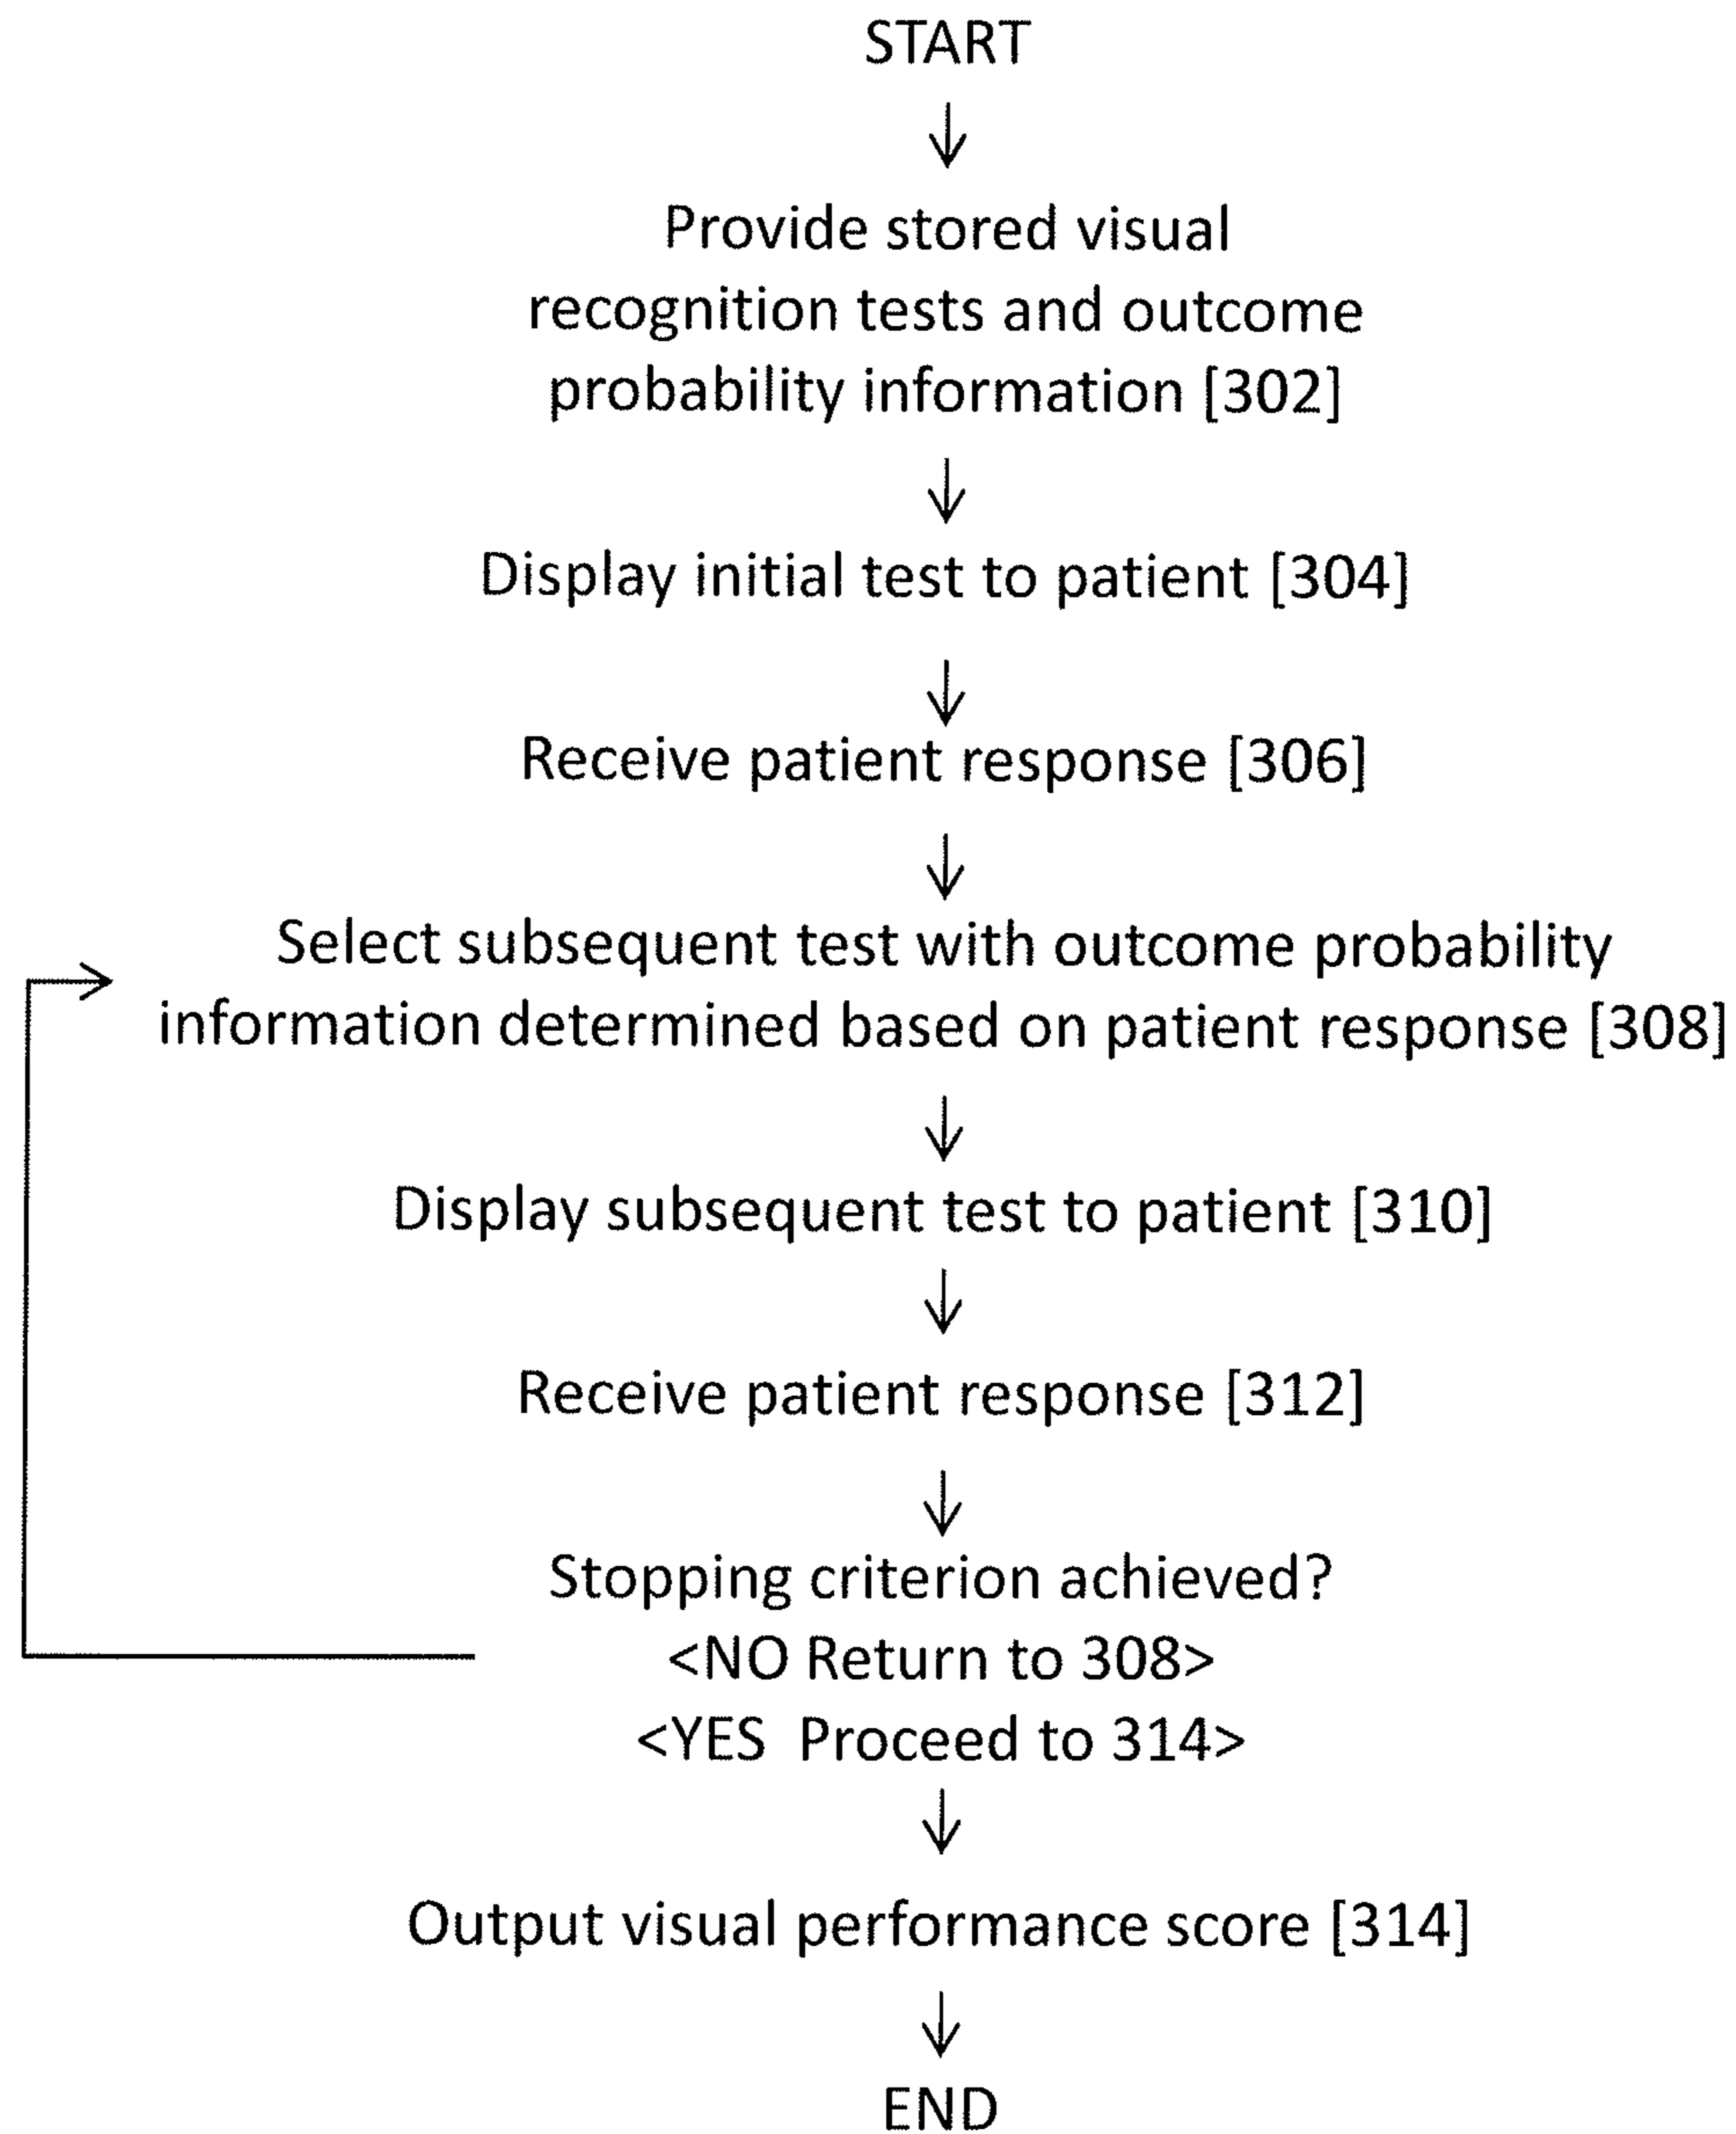 START
Provide stored visual
recognition tests and outcome
probability information [302]
Display initial test to patient [304]
Receive patient response [306]
Select subsequent test with outcome probability
information determined based on patient response [308]
Display subsequent test to patient [310]
Receive patient response [312]
Stopping criterion achieved?
<NO Return to 308>
<YES  Proceed to 314>
Output visual performance score [314]
END